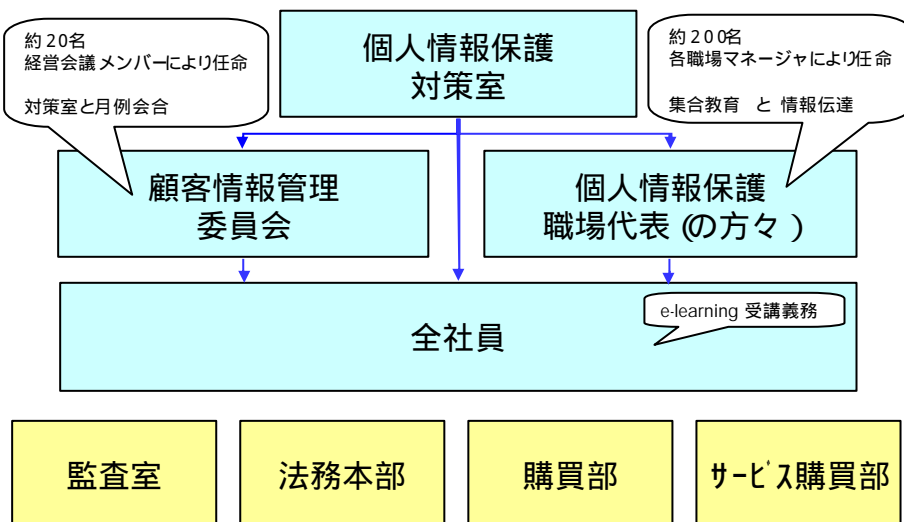 約20名
経営会議メンバーにより任命
対策室と月例会合
個人情報保護
対策室
約200名
各職場マネージャにより任命
集合教育 と 情報伝達
顧客情報管理
委員会
個人情報保護
職場代表(の方々)
e-learning 受講義務
全社員
監査室
法務本部
購買部
サービス購買部